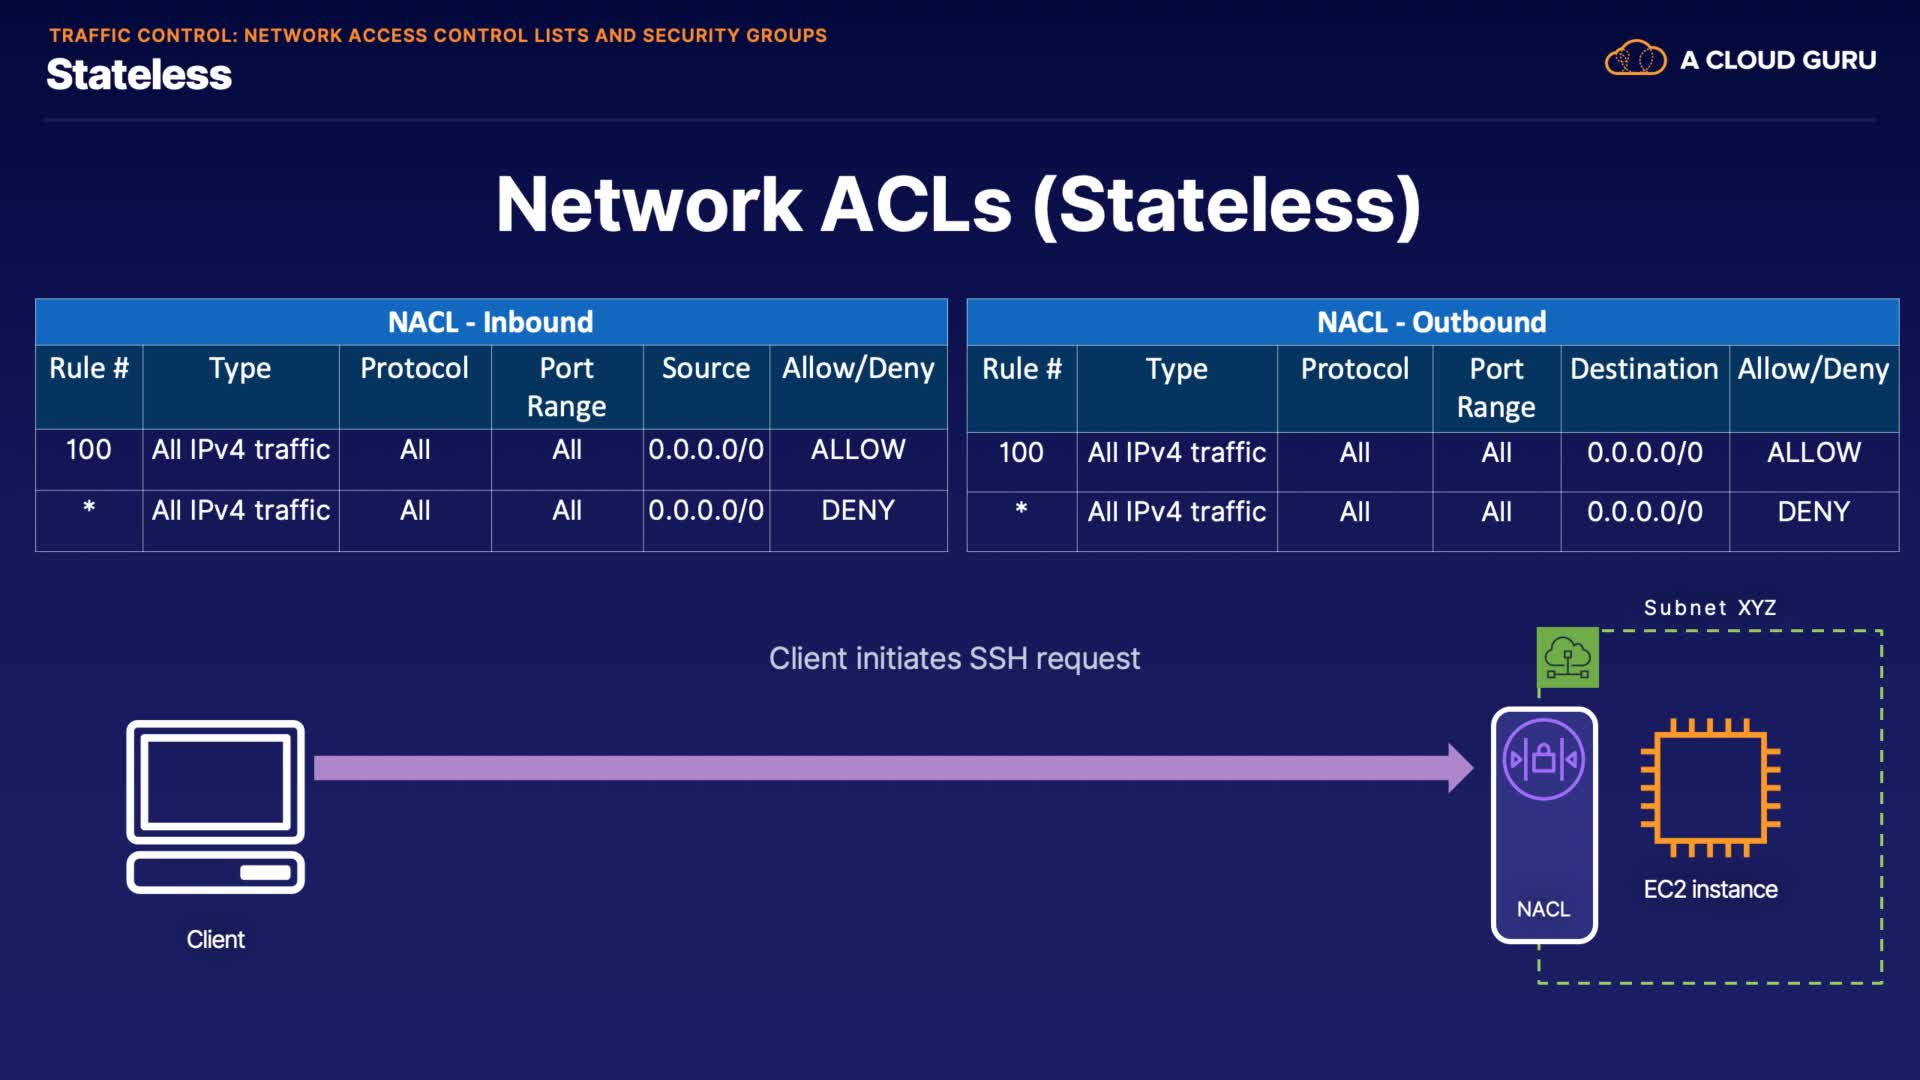 TRAFFIC CONTROL: NETWORK ACCESS CONTROL LISTS AND SECURITY GROUPS
Stateless
A CLOUD GURU
Network ACLs (Stateless)
NACL - Inbound
Rule # Type Protocol Port Range Source Allow/Deny
100 All IPv4 traffic All All 0.0.0.0/0 ALLOW
* All IPv4 traffic All All 0.0.0.0/0 DENY
NACL - Outbound
Rule # Type Protocol Port Range Destination Allow/Deny
100 All IPv4 traffic All All 0.0.0.0/0 ALLOW
* All IPv4 traffic All All 0.0.0.0/0 DENY
Subnet XYZ
Client initiates SSH request
Client
NACL
EC2 instance